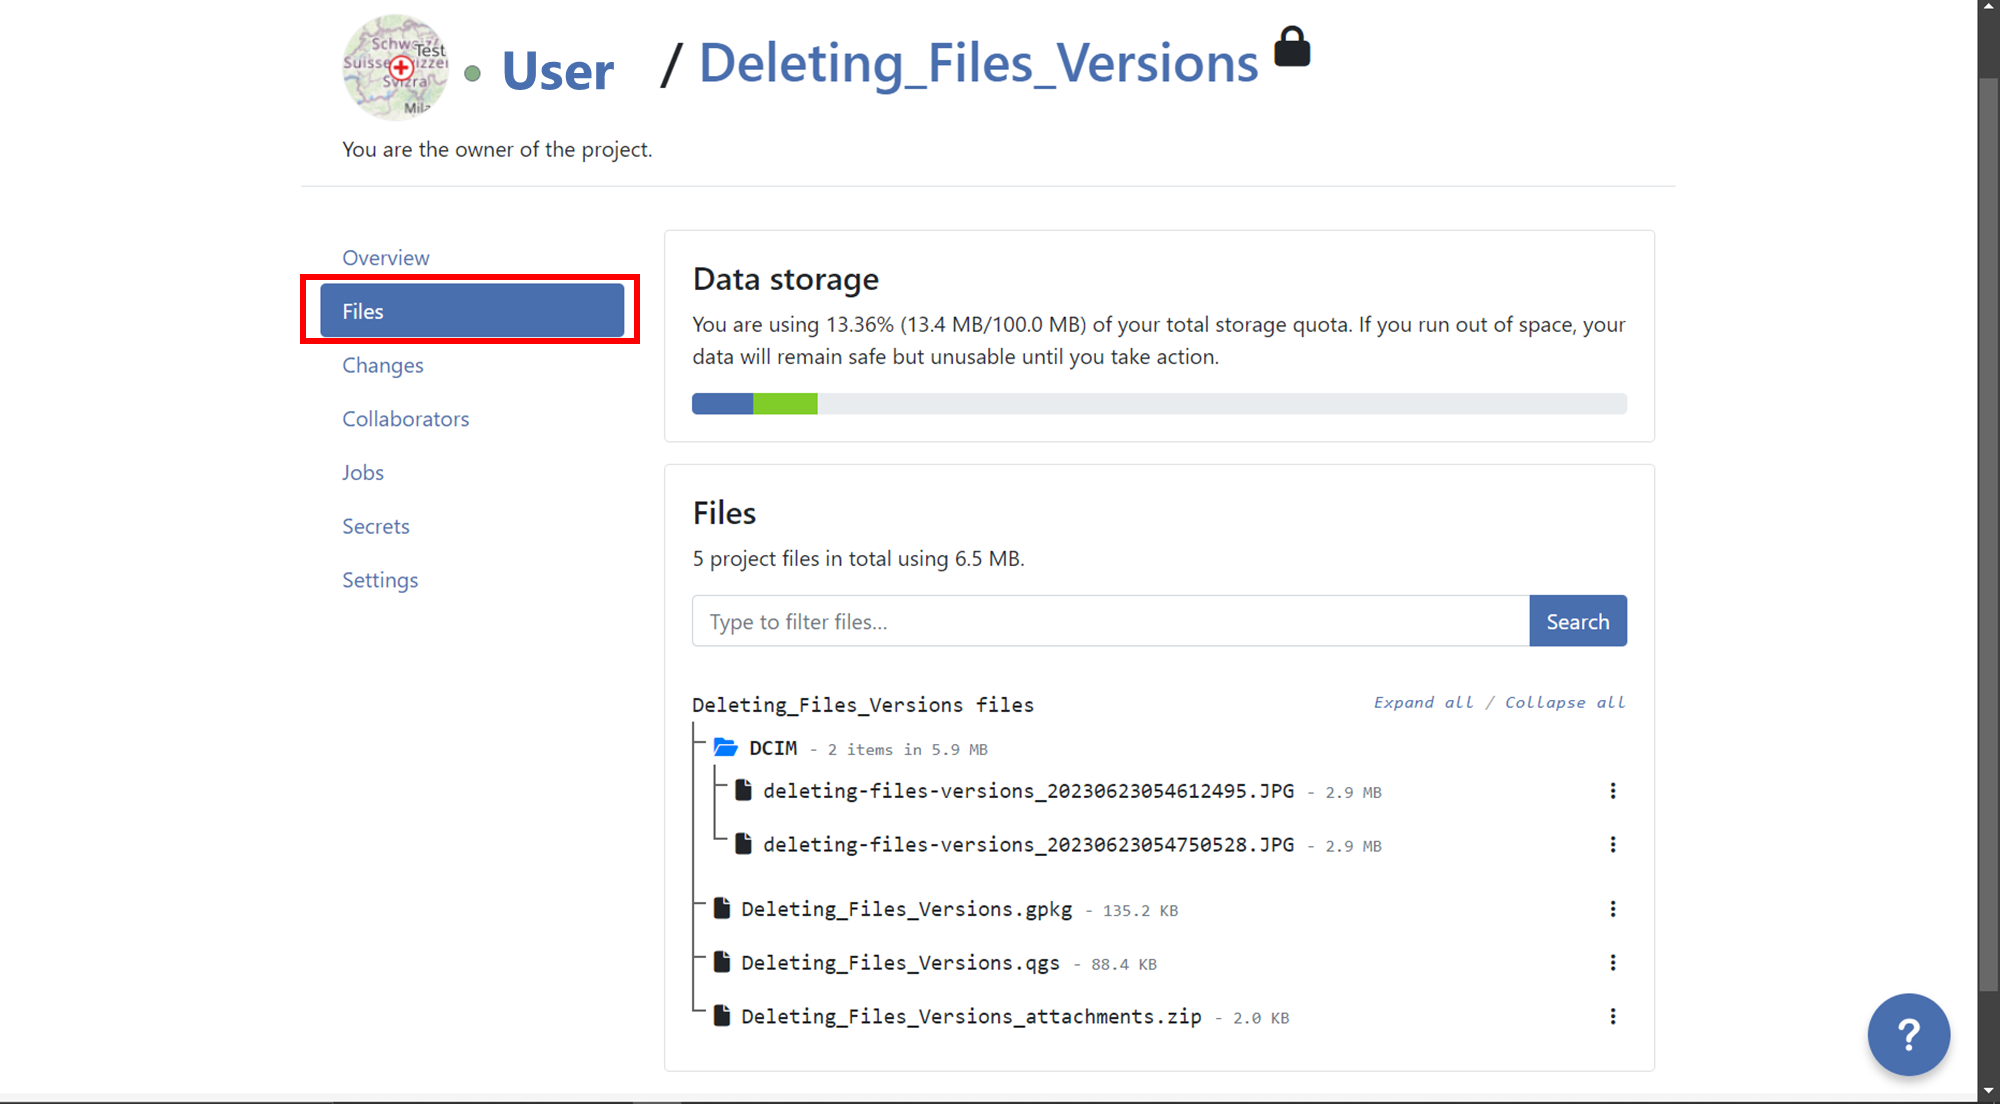 Schweiz/
Test
Suisse
vizzei
Svizra
Mila
User / Deleting_Files_Versions
You are the owner of the project.
Overview
Files
Changes
Collaborators
Jobs
Secrets
Settings
Data storage
You are using 13.36% (13.4 MB/100.0 MB) of your total storage quota. If you run out of space, your
data will remain safe but unusable until you take action.
Files
5 project files in total using 6.5 MB.
Type to filter files...
Search
Deleting_Files_Versions files
Expand all / Collapse all
DCIM - 2 items in 5.9 MB
deleting-files-versions_20230623054612495.JPG - 2.9 MB
deleting-files-versions_20230623054750528.JPG - 2.9 MB
Deleting_Files_Versions.gpkg - 135.2 KB
Deleting_Files_Versions.qgs - 88.4 KB
Deleting_Files_Versions_attachments.zip - 2.0 KB
?